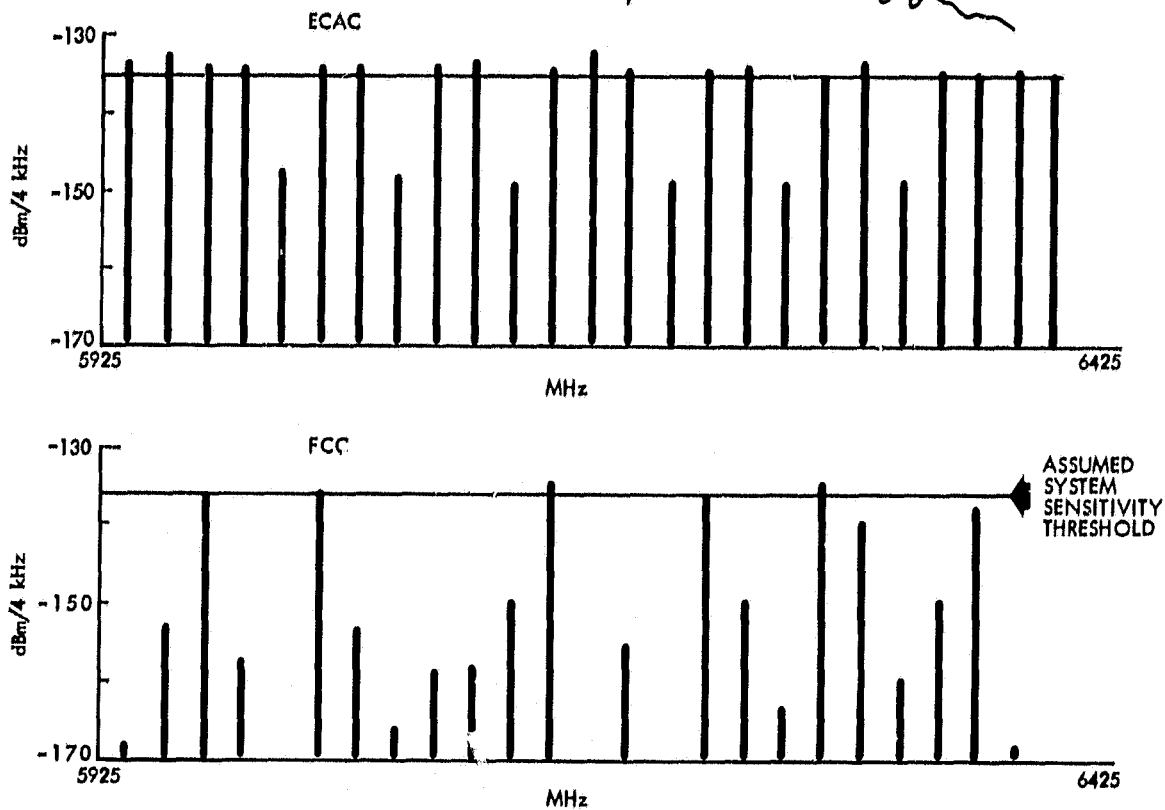 ECAC
-130
-150
-170
dBm/4 kHz
5925
6425
MHz
FCC
-130
-150
-170
dBm/4 kHz
5925
6425
MHz
ASSUMED
SYSTEM
SENSITIVITY
THRESHOLD